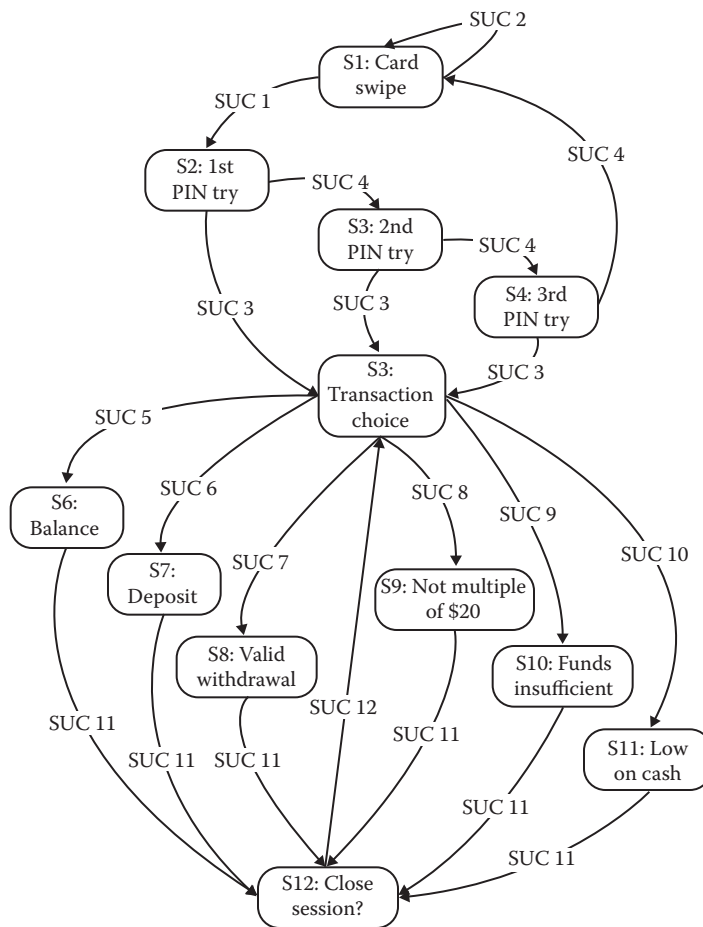 SUC 2
S1: Card
swipe
SUC 1
SUC 4
S2: 1st
PIN try
SUC 4
S3: 2nd
PIN try
SUC 4
S4: 3rd
PIN try
SUC 3
SUC 3
SUC 3
S3:
Transaction
choice
SUC 5
SUC 6
SUC 8
S6:
Balance
SUC 9
SUC 7
SUC 10
S7:
Deposit
S9: Not multiple
of $20
S8: Valid
withdrawal
S10: Funds
insufficient
SUC 12
SUC 11
SUC 11
SUC 11
SUC 11
S11: Low
on cash
SUC 11
SUC 11
S12: Close
session?